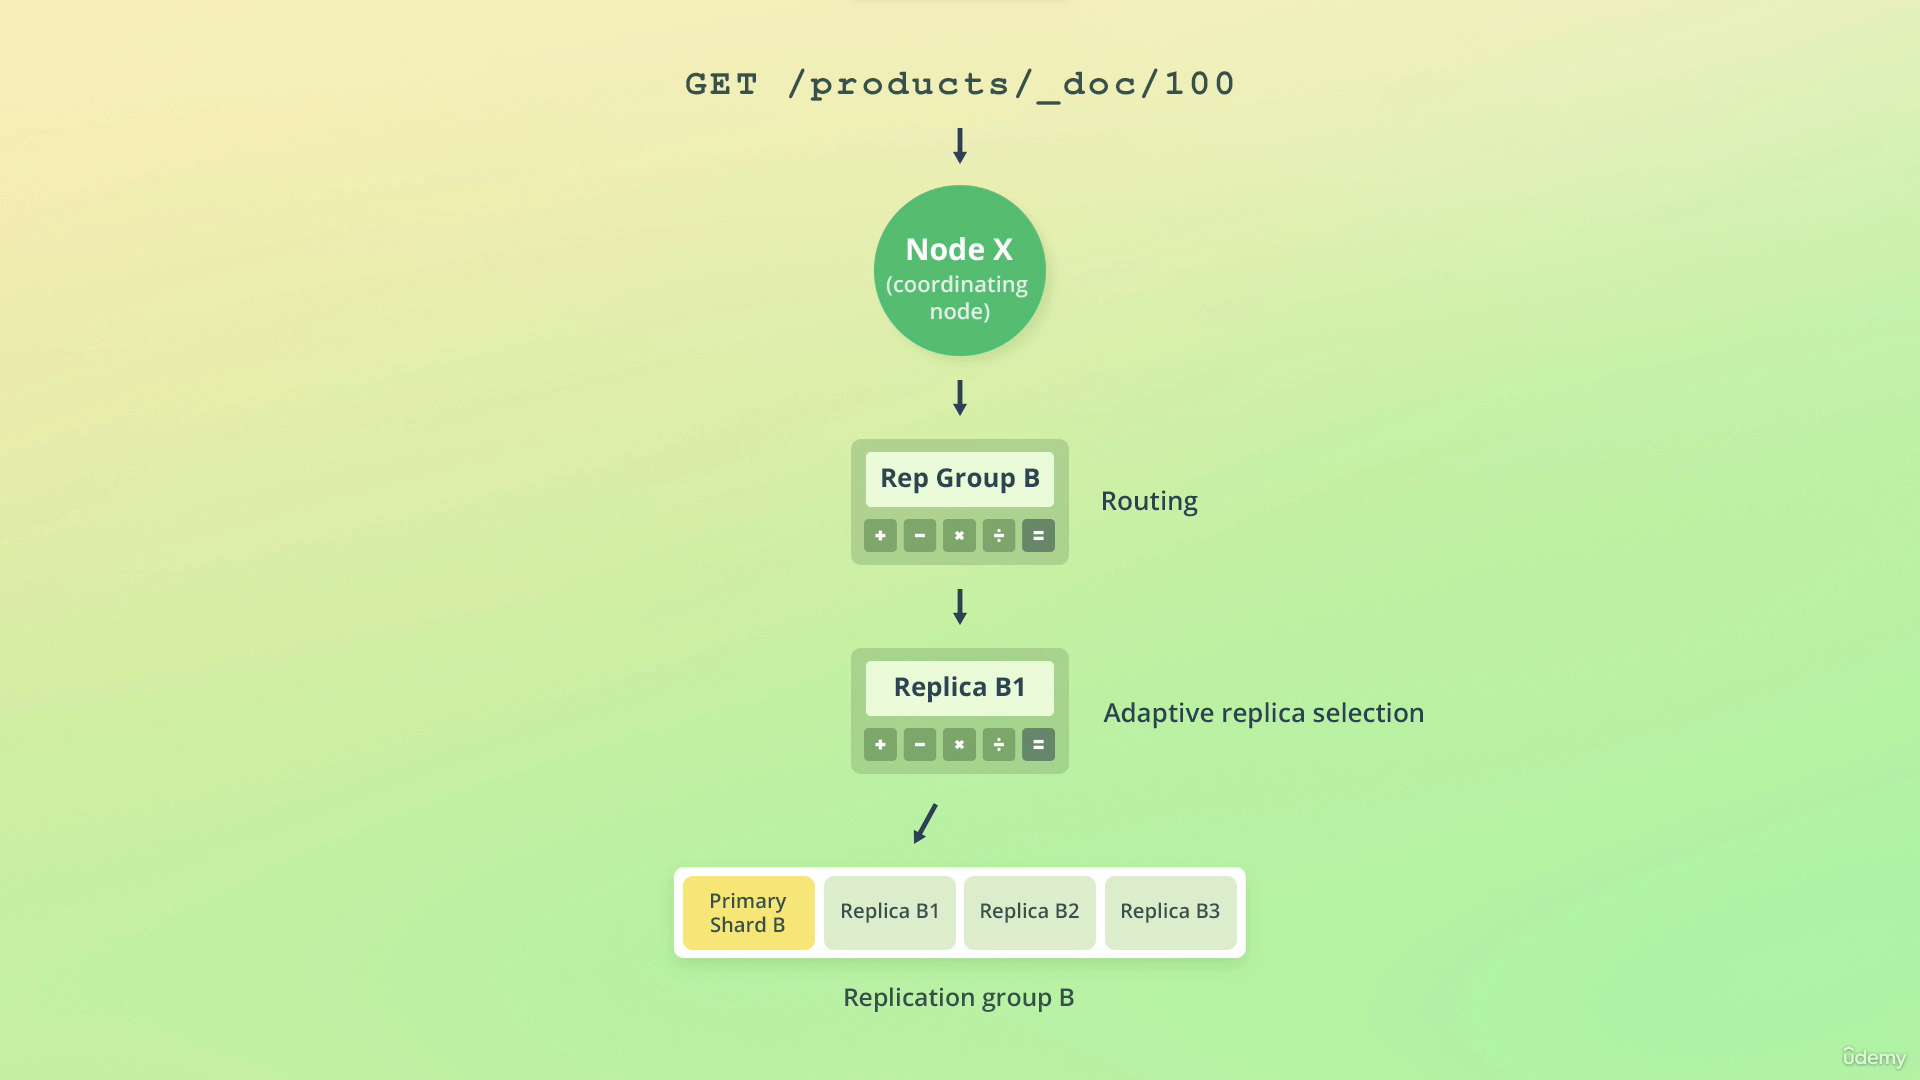 GET /products/_doc/100
Node X
(coordinating
node)
Rep Group B
+ - × ÷ =
Routing
Replica B1
+ - × ÷ =
Adaptive replica selection
Primary
Shard B
Replica B1
Replica B2
Replica B3
Replication group B
ûdemy